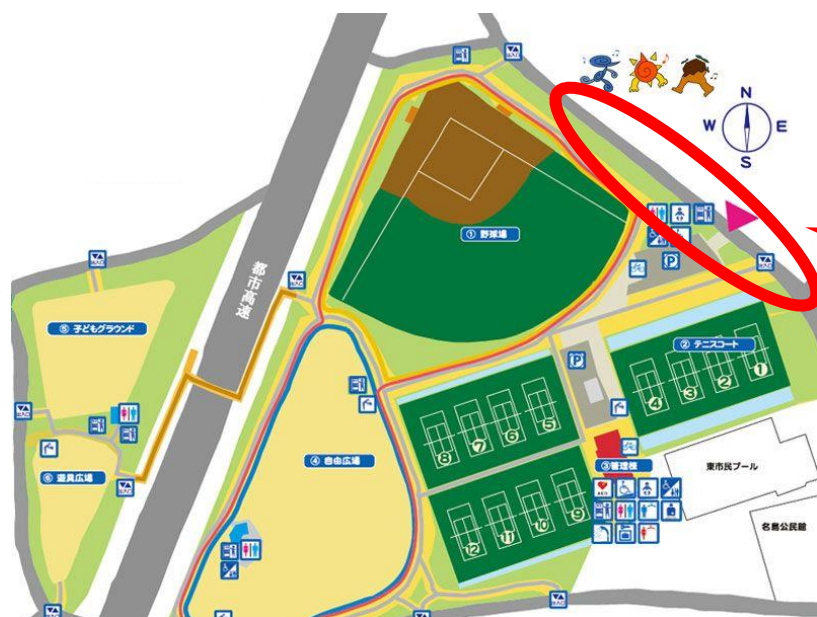 N
W E
S
① 野球場
都市高速
⑤ 子どもグラウンド
② テニスコート
① ② ③ ④
⑤ ⑥ ⑦ ⑧
④ 自由広場
③管理棟
東市民プール
⑥ 遊具広場
⑨ ⑩ ⑪ ⑫
名島公民館
P
P
AED